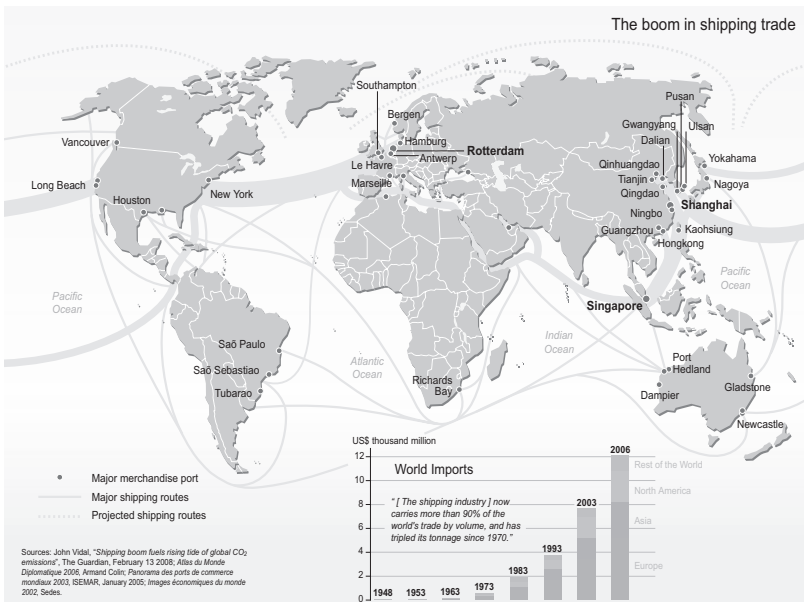 The boom in shipping trade
Southampton
Pusan
Bergen
Gwangyang
Ulsan
Dalian
Vancouver
Hamburg
Rotterdam
Antwerp
Le Havre
Qinhuangdao
Yokahama
Tianjin
Nagoya
Long Beach
Marseille
New York
Qingdao
Shanghai
Houston
Ningbo
Guangzhou
Kaohsiung
Hongkong
Pacific
Ocean
Pacific
Ocean
Singapore
Atlantic
Ocean
Indian
Ocean
Saõ Paulo
Saõ Sebastiao
Tubarao
Richards
Bay
Port
Hedland
Dampier
Gladstone
Newcastle
Major merchandise port
Major shipping routes
Projected shipping routes
US$ thousand million
World Imports
12
10
8
6
4
2
0
“ [ The shipping industry ] now
carries more than 90% of the
world's trade by volume, and has
tripled its tonnage since 1970.”
1948
1953
1963
1973
1983
1993
2003
2006
Rest of the World
North America
Asia
Europe
Sources: John Vidal, “Shipping boom fuels rising tide of global CO₂
emissions”, The Guardian, February 13 2008; Atlas du Monde
Diplomatique 2006, Armand Colin; Panorama des ports de commerce
mondiaux 2003, ISEMAR, January 2005; Images économiques du monde
2002, Sedes.